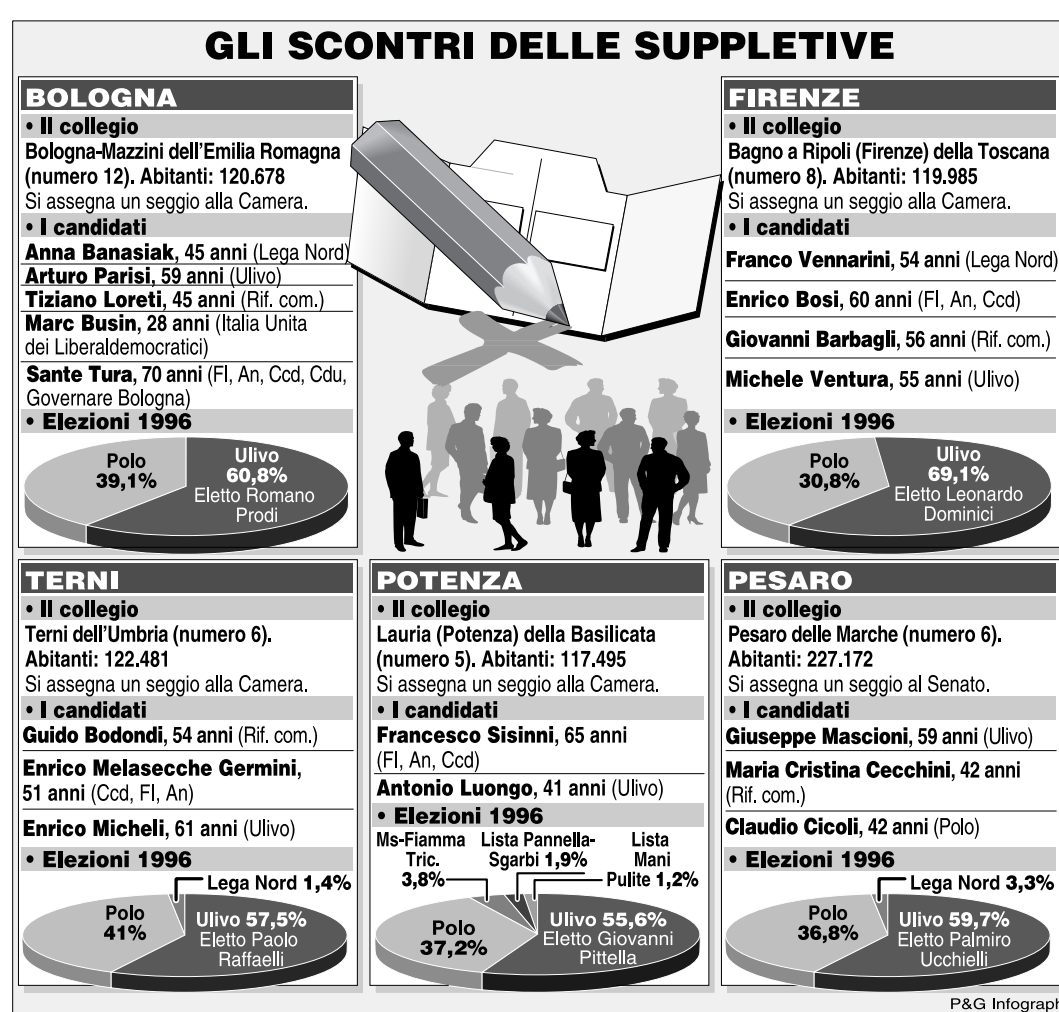 GLI SCONTRI DELLE SUPPLETIVE
BOLOGNA
• Il collegio
Bologna-Mazzini dell'Emilia Romagna
(numero 12). Abitanti: 120.678
Si assegna un seggio alla Camera.
• I candidati
Anna Banasiak, 45 anni (Lega Nord)
Arturo Parisi, 59 anni (Ulivo)
Tiziano Loreti, 45 anni (Rif. com.)
Marc Busin, 28 anni (Italia Unita
dei Liberaldemocratici)
Sante Tura, 70 anni (FI, An, Ccd, Cdu,
Governare Bologna)
• Elezioni 1996
Polo
39,1%
Ulivo
60,8%
Eletto Romano
Prodi
FIRENZE
• Il collegio
Bagno a Ripoli (Firenze) della Toscana
(numero 8). Abitanti: 119.985
Si assegna un seggio alla Camera.
• I candidati
Franco Vennarini, 54 anni (Lega Nord)
Enrico Bosi, 60 anni (FI, An, Ccd)
Giovanni Barbagli, 56 anni (Rif. com.)
Michele Ventura, 55 anni (Ulivo)
• Elezioni 1996
Polo
30,8%
Ulivo
69,1%
Eletto Leonardo
Dominici
TERNI
• Il collegio
Terni dell'Umbria (numero 6).
Abitanti: 122.481
Si assegna un seggio alla Camera.
• I candidati
Guido Bodondi, 54 anni (Rif. com.)
Enrico Melasecche Germini,
51 anni (Ccd, FI, An)
Enrico Micheli, 61 anni (Ulivo)
• Elezioni 1996
Lega Nord 1,4%
Polo
41%
Ulivo 57,5%
Eletto Paolo
Raffaelli
POTENZA
• Il collegio
Lauria (Potenza) della Basilicata
(numero 5). Abitanti: 117.495
Si assegna un seggio alla Camera.
• I candidati
Francesco Sisinni, 65 anni
(FI, An, Ccd)
Antonio Luongo, 41 anni (Ulivo)
• Elezioni 1996
Ms-Fiamma
Tric.
3,8%
Lista Pannella-
Sgarbi 1,9%
Lista
Mani
Pulite 1,2%
Polo
37,2%
Ulivo 55,6%
Eletto Giovanni
Pittella
PESARO
• Il collegio
Pesaro delle Marche (numero 6).
Abitanti: 227.172
Si assegna un seggio al Senato.
• I candidati
Giuseppe Mascioni, 59 anni (Ulivo)
Maria Cristina Cecchini, 42 anni
(Rif. com.)
Claudio Cicoli, 42 anni (Polo)
• Elezioni 1996
Lega Nord 3,3%
Polo
36,8%
Ulivo 59,7%
Eletto Palmiro
Ucchielli
P&G Infograph